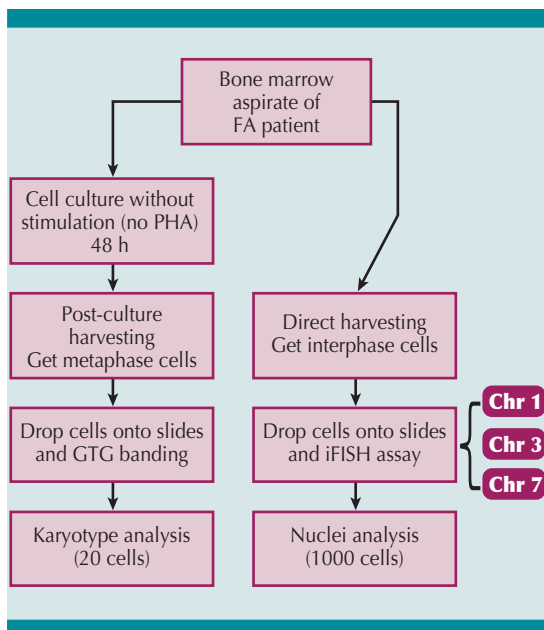 Bone marrow
aspirate of
FA patient
Cell culture without
stimulation (no PHA)
48 h
Post-culture
harvesting
Get metaphase cells
Drop cells onto slides
and GTG banding
Karyotype analysis
(20 cells)
Direct harvesting
Get interphase cells
Drop cells onto slides
and iFISH assay
Chr 1
Chr 3
Chr 7
Nuclei analysis
(1000 cells)